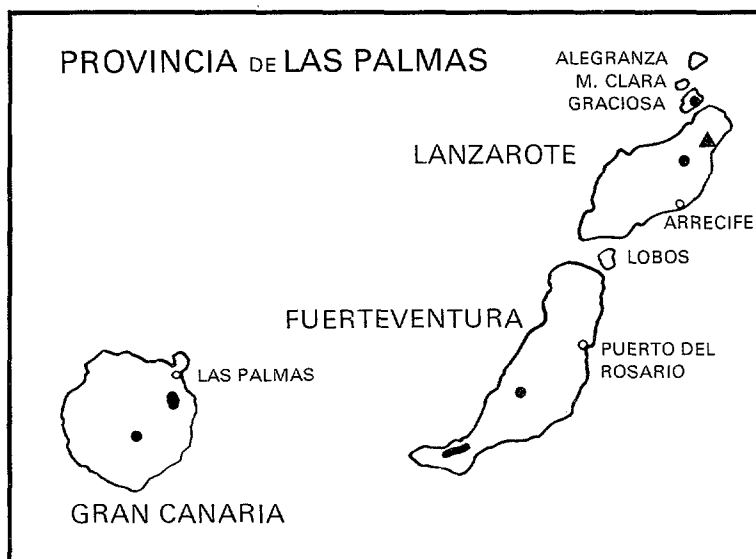 PROVINCIA DE LAS PALMAS
ALEGRANZA
M. CLARA
GRACIOSA
LANZAROTE
ARRECIFE
LOBOS
FUERTEVENTURA
PUERTO DEL
ROSARIO
LAS PALMAS
GRAN CANARIA